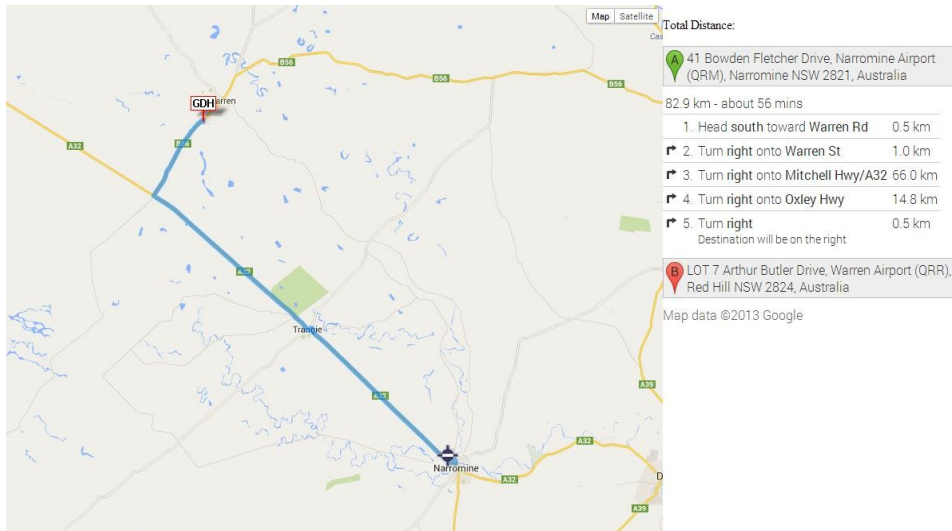 Map
Satellite
Cas
B56
B56
GDH
arren
A32
B56
A32
Trangie
A32
A39
A32
Narromine
A32
A39
D
Total Distance:
A
41 Bowden Fletcher Drive, Narromine Airport
(QRM), Narromine NSW 2821, Australia
82.9 km - about 56 mins
1. Head south toward Warren Rd 0.5 km
2. Turn right onto Warren St 1.0 km
3. Turn right onto Mitchell Hwy/A32 66.0 km
4. Turn right onto Oxley Hwy 14.8 km
5. Turn right 0.5 km
Destination will be on the right
B
LOT 7 Arthur Butler Drive, Warren Airport (QRR),
Red Hill NSW 2824, Australia
Map data ©2013 Google